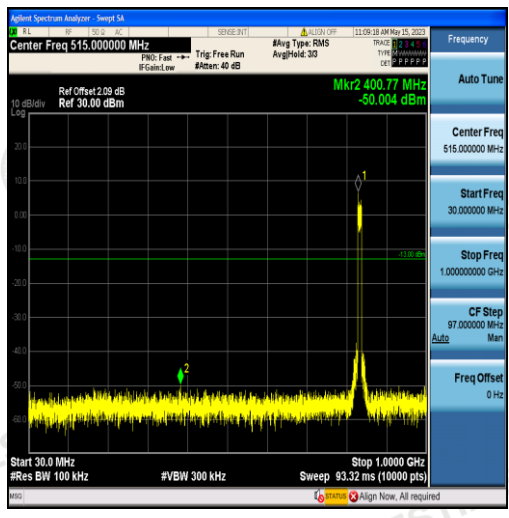 Agilent Spectrum Analyzer - Swept SA
RL RF 50 Ω AC SENSE:INT ALIGN OFF 11:09:18 AM May 15, 2023
Center Freq 515.000000 MHz
PNO: Fast
IFGain:Low
Trig: Free Run
#Atten: 40 dB
#Avg Type: RMS
Avg|Hold: 3/3
TRACE 1 2 3 4 5 6
TYPE
DET P P P P P P
Mkr2 400.77 MHz
-50.004 dBm
Ref Offset 2.09 dB
Ref 30.00 dBm
10 dB/div
Log
20.0
10.0
0.00
-10.0
-20.0
-30.0
-40.0
-50.0
-60.0
1
-13.00 dBm
2
Start 30.0 MHz
Stop 1.0000 GHz
#Res BW 100 kHz
#VBW 300 kHz
Sweep 93.32 ms (10000 pts)
MSG
STATUS
Align Now, All required
Frequency
Auto Tune
Center Freq
515.000000 MHz
Start Freq
30.000000 MHz
Stop Freq
1.000000000 GHz
CF Step
97.000000 MHz
Auto Man
Freq Offset
0 Hz